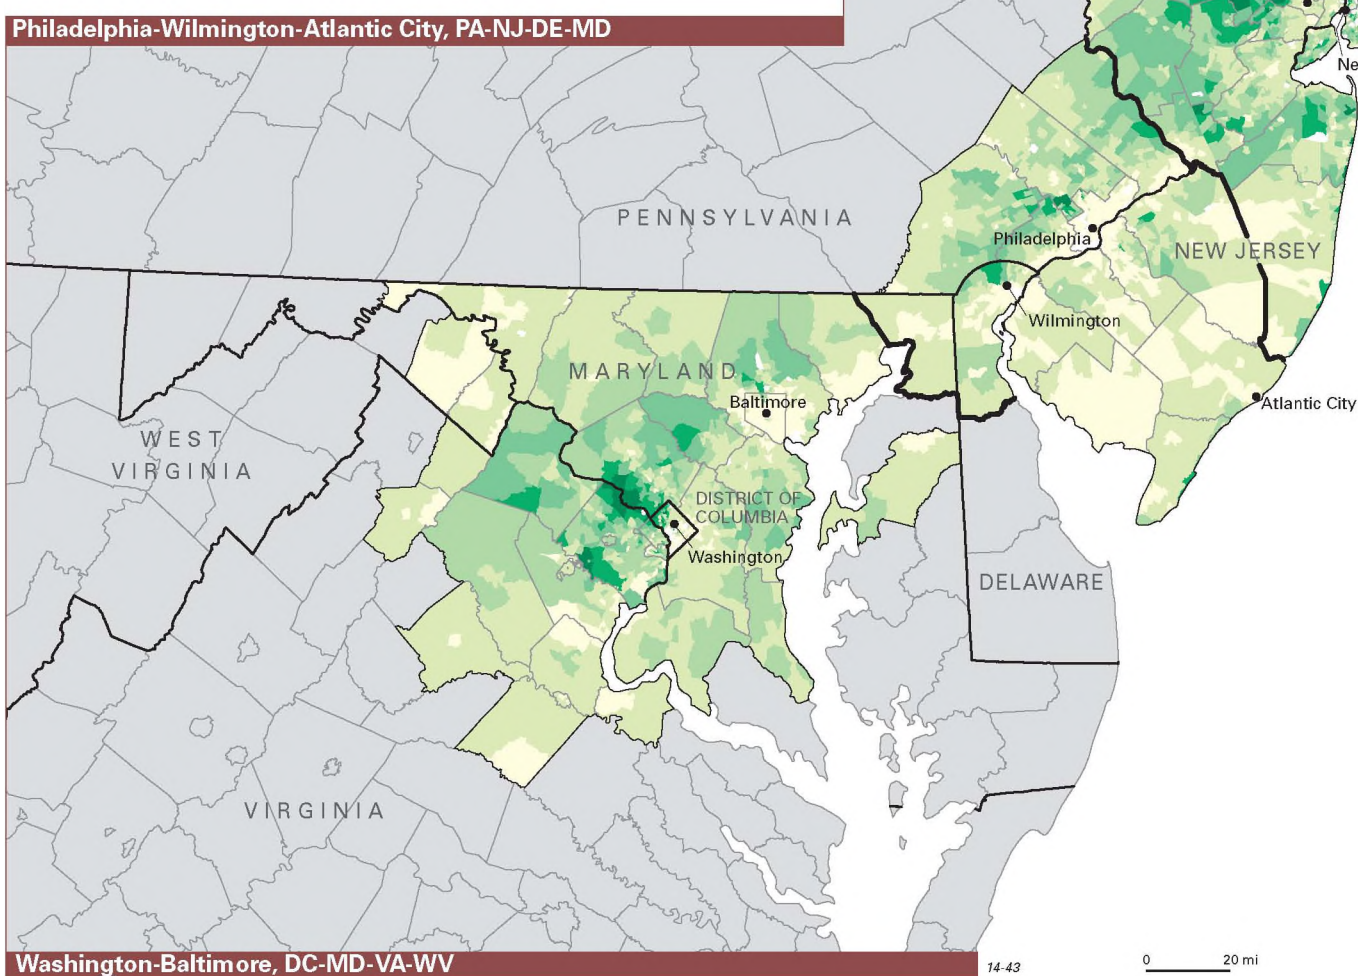 Philadelphia-Wilmington-Atlantic City, PA-NJ-DE-MD
Ne
PENNSYLVANIA
Philadelphia
NEW JERSEY
Wilmington
MARYLAND
Baltimore
Atlantic City
WEST
VIRGINIA
DISTRICT OF
COLUMBIA
Washington
DELAWARE
VIRGINIA
Washington-Baltimore, DC-MD-VA-WV
14-43
0 20 mi